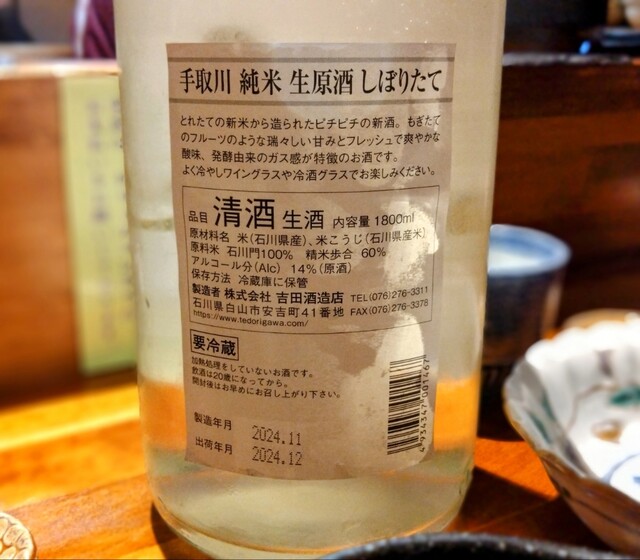 手取川 純米 生原酒 しぼりたて
とれたての新米から造られたピチピチの新酒。もぎたて
のフルーツのような瑞々しい甘みとフレッシュで爽やかな
酸味、発酵由来のガス感が特徴のお酒です。
よく冷やしワイングラスや冷酒グラスでお楽しみください。
品目 清酒 生酒 内容量 1800ml
原材料名 米(石川県産)、米こうじ(石川県産米)
原料米 石川門100% 精米歩合 60%
アルコール分(Alc) 14%(原酒)
保存方法 冷蔵庫に保管
製造者 株式会社 吉田酒造店 TEL(076)276-3311
石川県白山市安吉町41番地 FAX(076)276-3378
https://www.tedorigawa.com/
要冷蔵
加熱処理をしていないお酒です。
飲酒は20歳になってから。
開封後はお早めにお召し上がり下さい。
製造年月 2024.11
出荷年月 2024.12
4934347001467